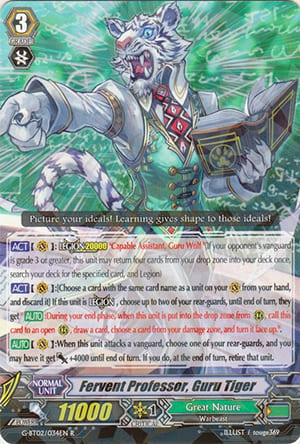 3
GRADE
Picture your ideals! Learning gives shape to those ideals!
ACT [ ]:LEGION 20000 "Capable Assistant, Guru Wolf" (If your opponent's vanguard
is grade 3 or greater, this unit may return four cards from your drop zone into your deck once,
search your deck for the specified card, and Legion)
ACT [ ]:[Choose a card with the same card name as a unit on your [ ] from your hand,
and discard it] If this unit is LEGION, choose up to two of your rear-guards, until end of turn, they
get "AUTO:During your end phase, when this unit is put into the drop zone from [ ],
call this card to an open [ ], draw a card, choose a card from your damage zone, and turn it face up.".
AUTO [ ]:When this unit attacks a vanguard, choose one of your rear-guards, and you
may have it get +4000 until end of turn. If you do, at the end of turn, retire that unit.
NORMAL UNIT
Fervent Professor, Guru Tiger
POWER
11000
1
CRITICAL
Great Nature
Warbeast
G-BT02/034EN R
ILLUST / touge369